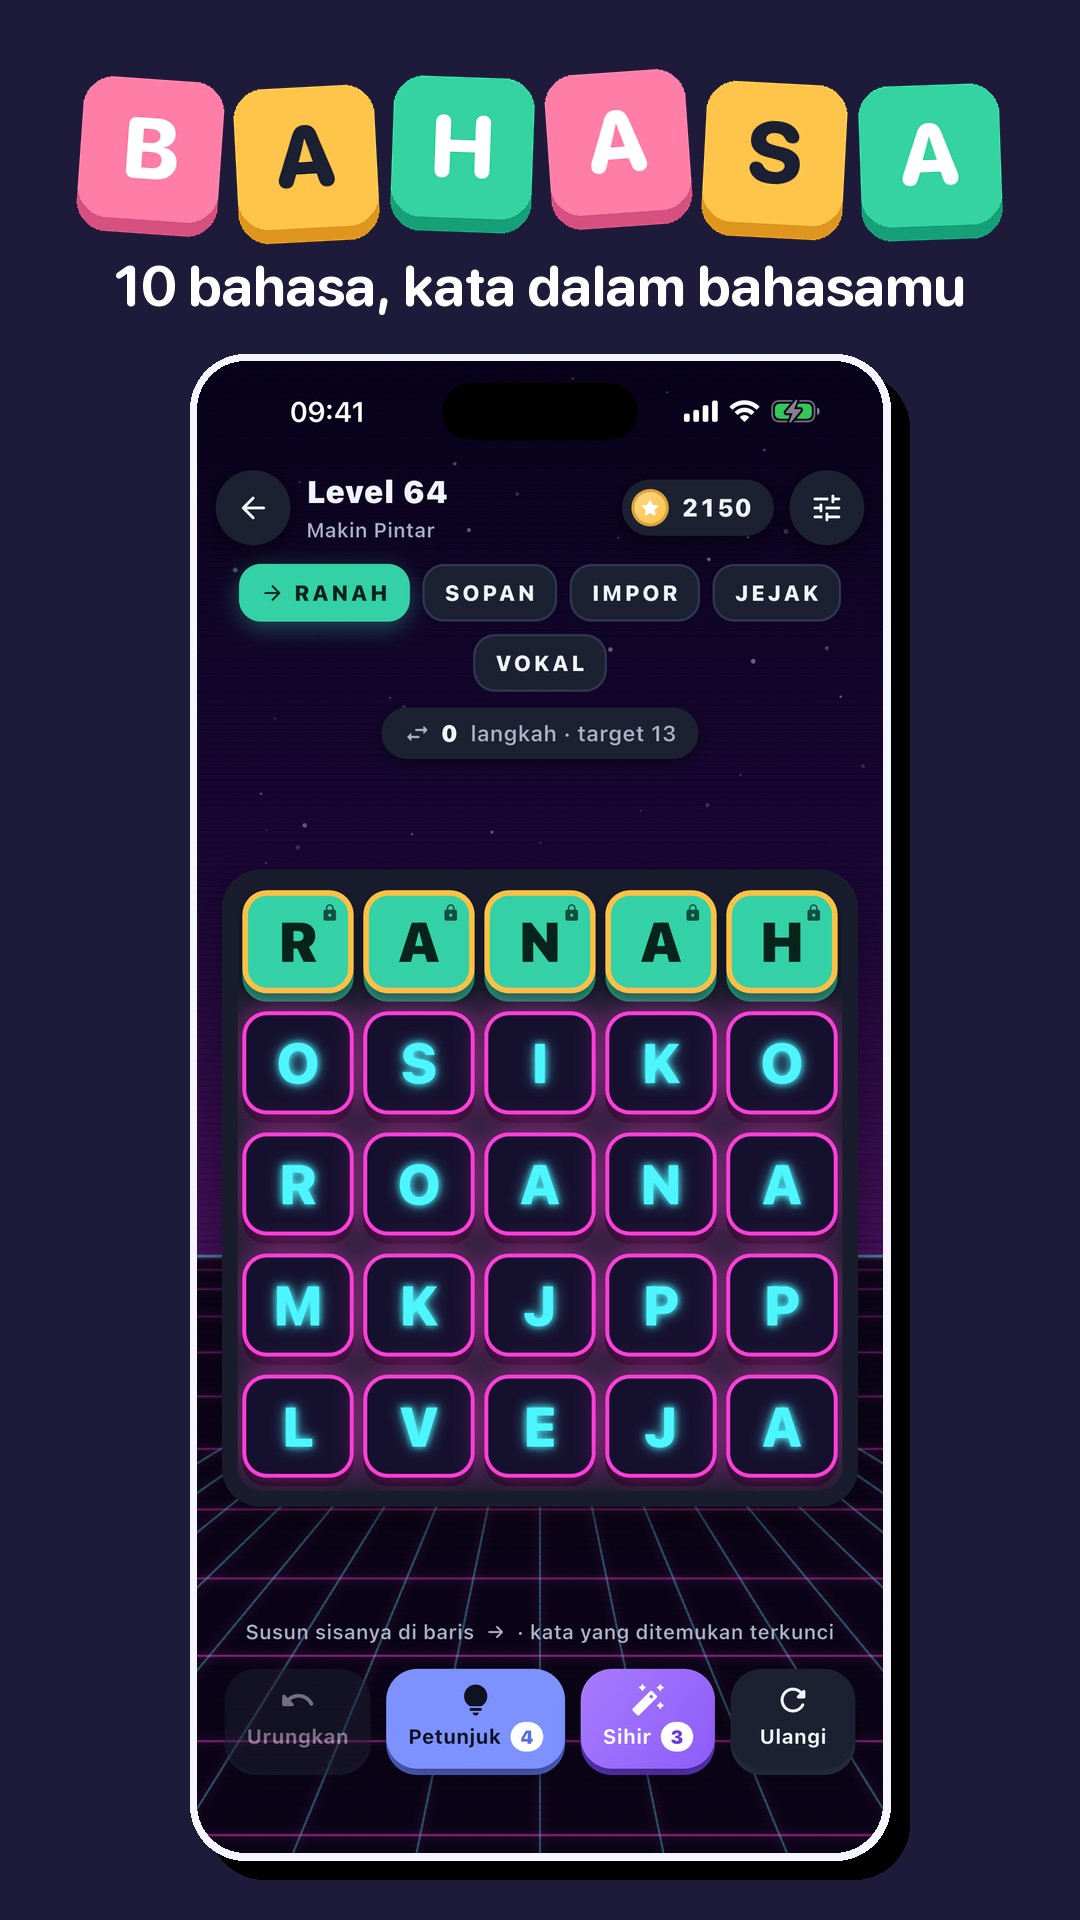 BAHASA
10 bahasa, kata dalam bahasamu
09:41
Level 64
Makin Pintar
2150
→ RANAH SOPAN IMPOR JEJAK
VOKAL
0 langkah · target 13
R A N A H
O S I K O
R O A N A
M K J P P
L V E J A
Susun sisanya di baris → · kata yang ditemukan terkunci
Urungkan Petunjuk 4 Sihir 3 Ulangi